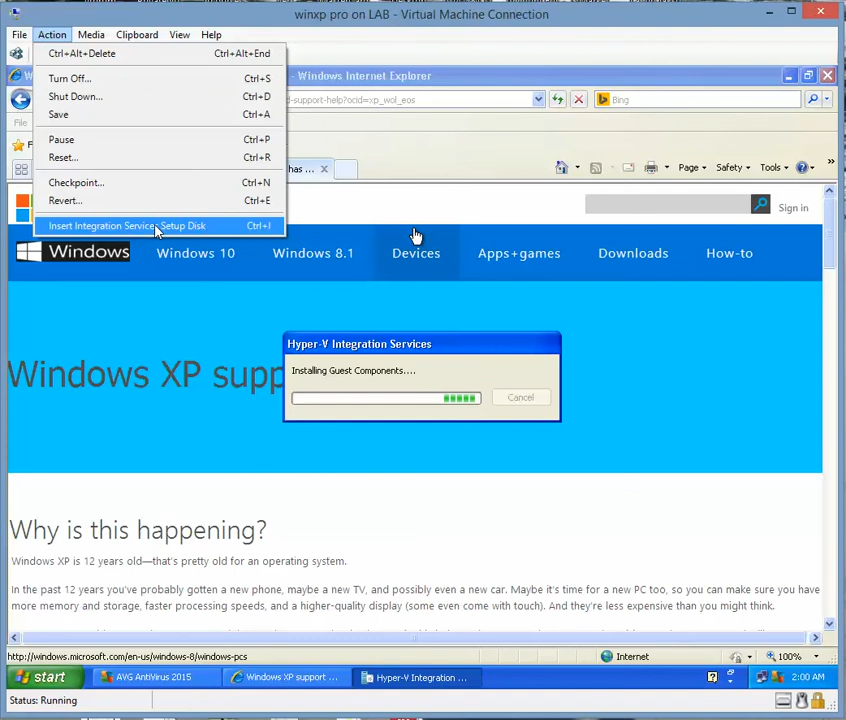 winxp pro on LAB - Virtual Machine Connection
File Action Media Clipboard View Help
Ctrl+Alt+Delete Ctrl+Alt+End
Turn Off... Ctrl+S
Shut Down... Ctrl+D
Save Ctrl+A
Pause Ctrl+P
Reset... Ctrl+R
Checkpoint... Ctrl+N
Revert... Ctrl+E
Insert Integration Services Setup Disk Ctrl+I
- Windows Internet Explorer
d-support-help?ocid=xp_wol_eos
Bing
File
has ...
Page Safety Tools
Sign in
Windows Windows 10 Windows 8.1 Devices Apps+games Downloads How-to
Hyper-V Integration Services
Installing Guest Components....
Cancel
Windows XP supp
Why is this happening?
Windows XP is 12 years old—that's pretty old for an operating system.
In the past 12 years you've probably gotten a new phone, maybe a new TV, and possibly even a new car. Maybe it's time for a new PC too, so you can make sure you have
more memory and storage, faster processing speeds, and a higher-quality display (some even come with touch). And they're less expensive than you might think.
http://windows.microsoft.com/en-us/windows-8/windows-pcs Internet 100%
start AVG AntiVirus 2015 Windows XP support ... Hyper-V Integration ... 2:00 AM
Status: Running